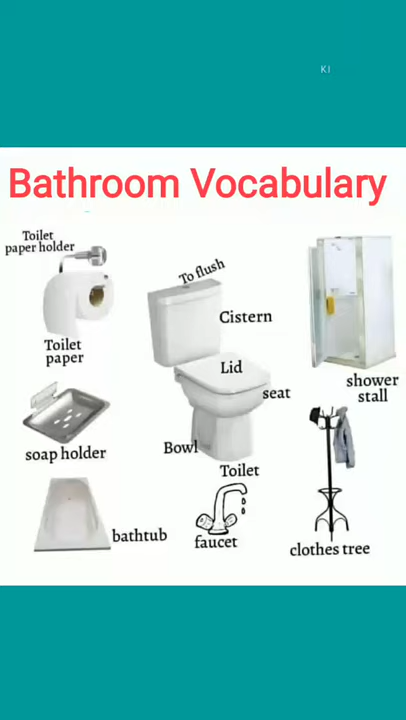 KI
Bathroom Vocabulary
Toilet
paper holder
To flush
Cistern
Toilet
paper
Lid
seat
shower
stall
soap holder
Bowl
Toilet
bathtub
faucet
clothes tree